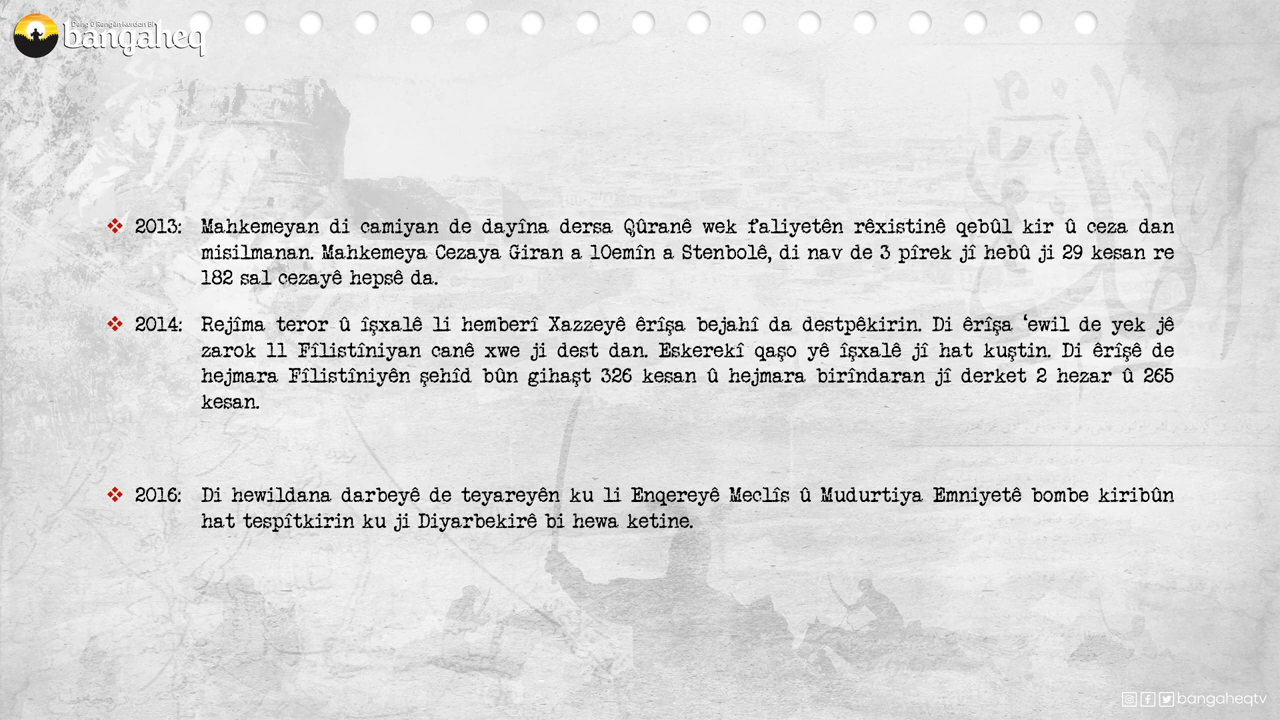 Deng û Rengên Kurdan Bi
bangaheq
❖ 2013: Mahkemeyan di camiyan de dayîna dersa Qûranê wek faliyetên rêxistinê qebûl kir û ceza dan
misilmanan. Mahkemeya Cezaya Giran a 10emîn a Stenbolê, di nav de 3 pîrek jî hebû ji 29 kesan re
182 sal cezayê hepsê da.
❖ 2014: Rejîma teror û îşxalê li hemberî Xazzeyê êrîşa bejahî da destpêkirin. Di êrîşa ‘ewil de yek jê
zarok 11 Fîlistîniyan canê xwe ji dest dan. Eskerekî qaşo yê îşxalê jî hat kuştin. Di êrîşê de
hejmara Fîlistîniyên şehîd bûn gihaşt 326 kesan û hejmara birîndaran jî derket 2 hezar û 265
kesan.
❖ 2016: Di hewildana darbeyê de teyareyên ku li Enqereyê Meclîs û Mudurtiya Emniyetê bombe kiribûn
hat tespîtkirin ku ji Diyarbekirê bi hewa ketine.
bangaheqtv